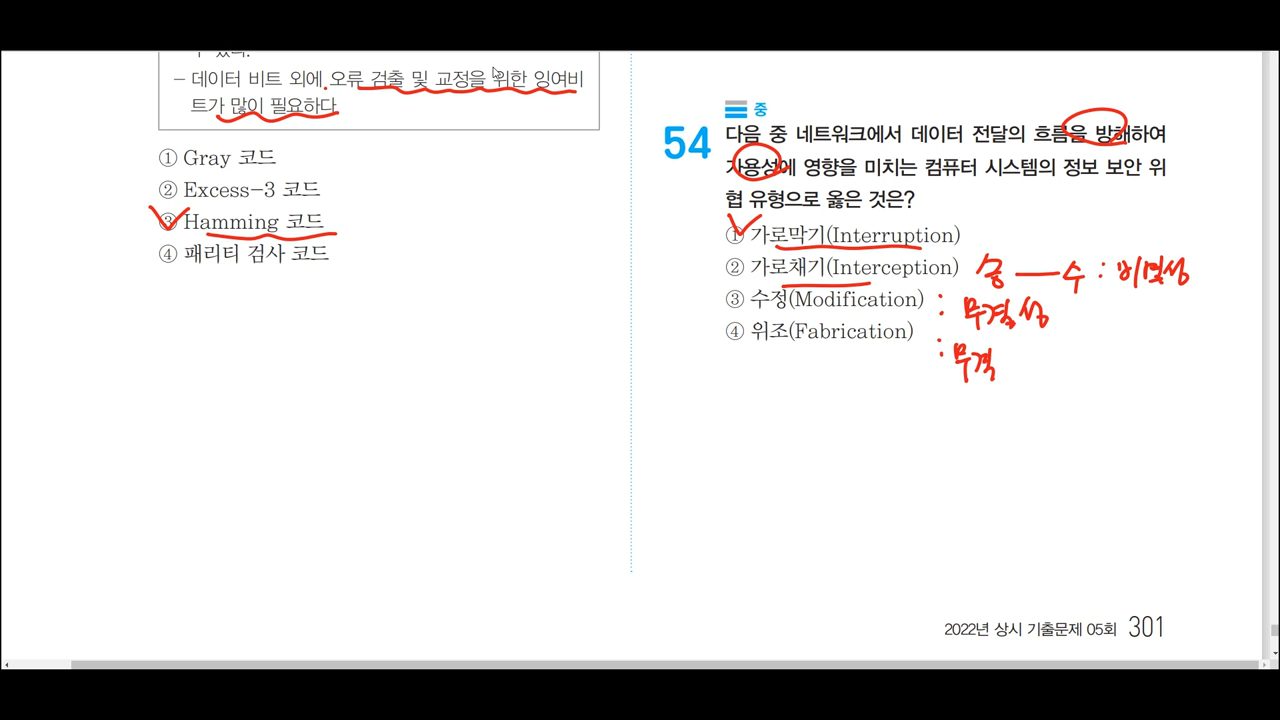 – 데이터 비트 외에 오류 검출 및 교정을 위한 잉여비
트가 많이 필요하다
① Gray 코드
② Excess-3 코드
③ Hamming 코드
④ 패리티 검사 코드
중
54 다음 중 네트워크에서 데이터 전달의 흐름을 방해하여
가용성에 영향을 미치는 컴퓨터 시스템의 정보 보안 위
협 유형으로 옳은 것은?
① 가로막기(Interruption)
② 가로채기(Interception) 송 — 수 : 비밀성
③ 수정(Modification) : 무결성
④ 위조(Fabrication) : 무결
2022년 상시 기출문제 05회 301